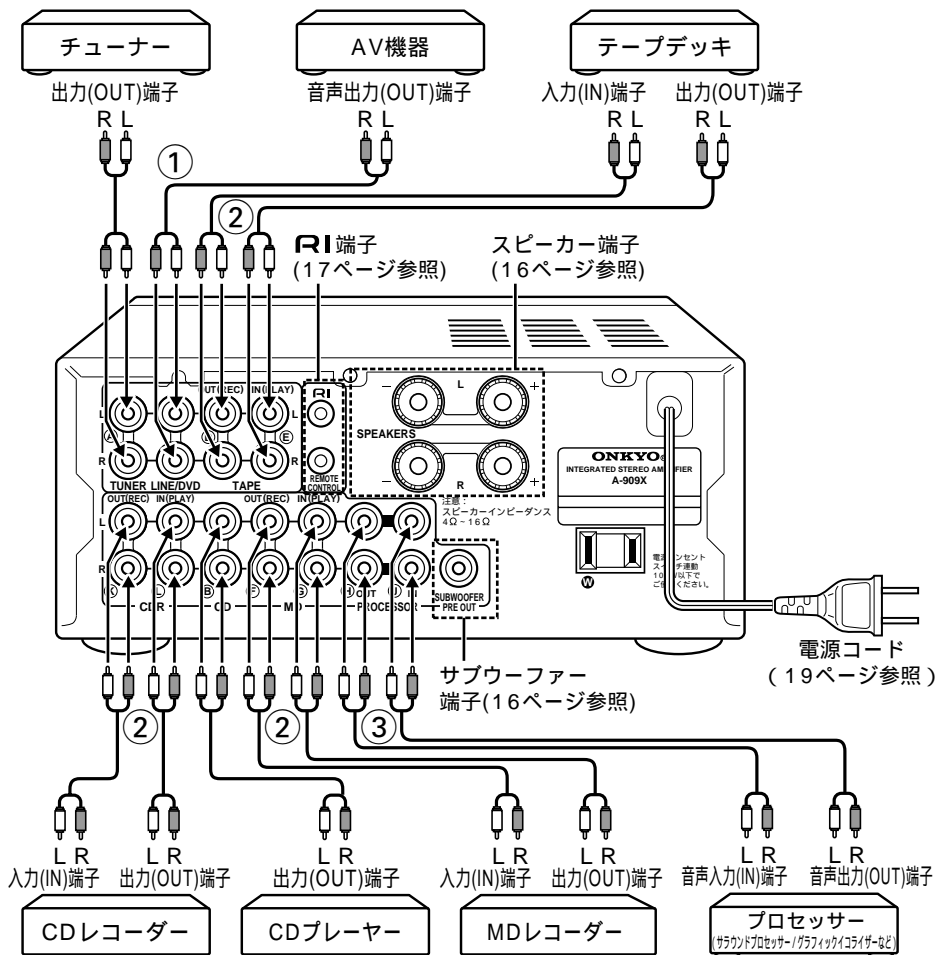 チューナー
AV機器
テープデッキ
出力(OUT)端子
音声出力(OUT)端子
入力(IN)端子
出力(OUT)端子
R L
R L
R L
R L
①
②
RI端子
(17ページ参照)
スピーカー端子
(16ページ参照)
OUT(REC) IN(PLAY)
RI
L
L
L
SPEAKERS
R
R
R
TUNER LINE/DVD TAPE
REMOTE
CONTROL
ONKYO
INTEGRATED STEREO AMPLIFIER
A-909X
注意:
スピーカーインピーダンス
4Ω~16Ω
OUT(REC) IN(PLAY)
OUT(REC) IN(PLAY)
L
R
CDR CD MD PROCESSOR
OUT
IN
SUBWOOFER
PRE OUT
W
電源コード
(19ページ参照)
サブウーファー
端子(16ページ参照)
②
②
③
L R
L R
L R
L R
L R
L R
L R
入力(IN)端子
出力(OUT)端子
出力(OUT)端子
入力(IN)端子
出力(OUT)端子
音声入力(IN)端子
音声出力(OUT)端子
CDレコーダー
CDプレーヤー
MDレコーダー
プロセッサー
(サラウンドプロセッサー/グラフィックイコライザーなど)